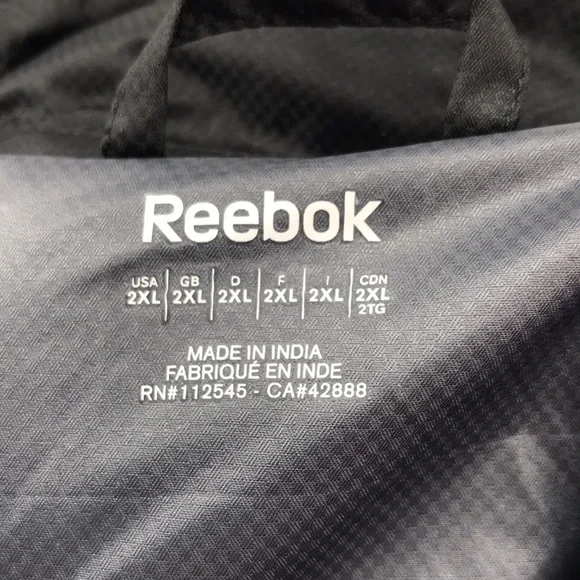 Reebok
USA GB D F I CDN
2XL 2XL 2XL 2XL 2XL 2XL
2TG
MADE IN INDIA
FABRIQUÉ EN INDE
RN#112545 - CA#42888